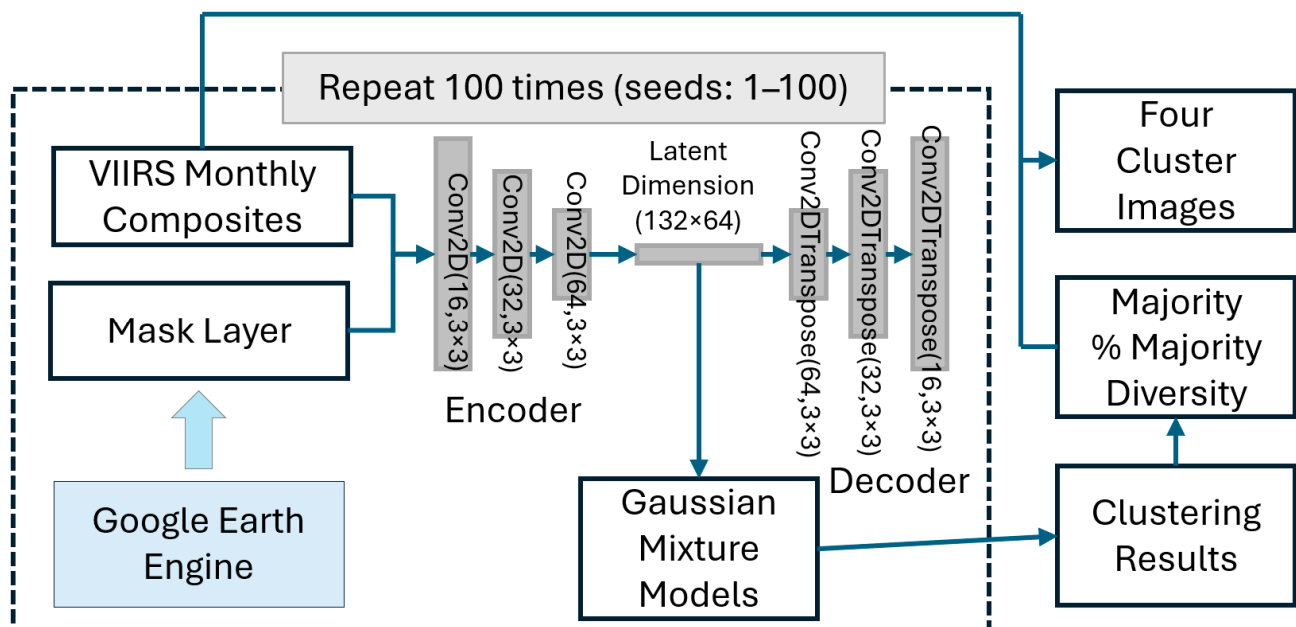 Repeat 100 times (seeds: 1–100)
VIIRS Monthly
Composites
Mask Layer
Google Earth
Engine
Conv2D(16,3×3)
Conv2D(32,3×3)
Conv2D(64,3×3)
Encoder
Latent
Dimension
(132×64)
Conv2DTranspose(64,3×3)
Conv2DTranspose(32,3×3)
Conv2DTranspose(16,3×3)
Decoder
Gaussian
Mixture
Models
Four
Cluster
Images
Majority
% Majority
Diversity
Clustering
Results